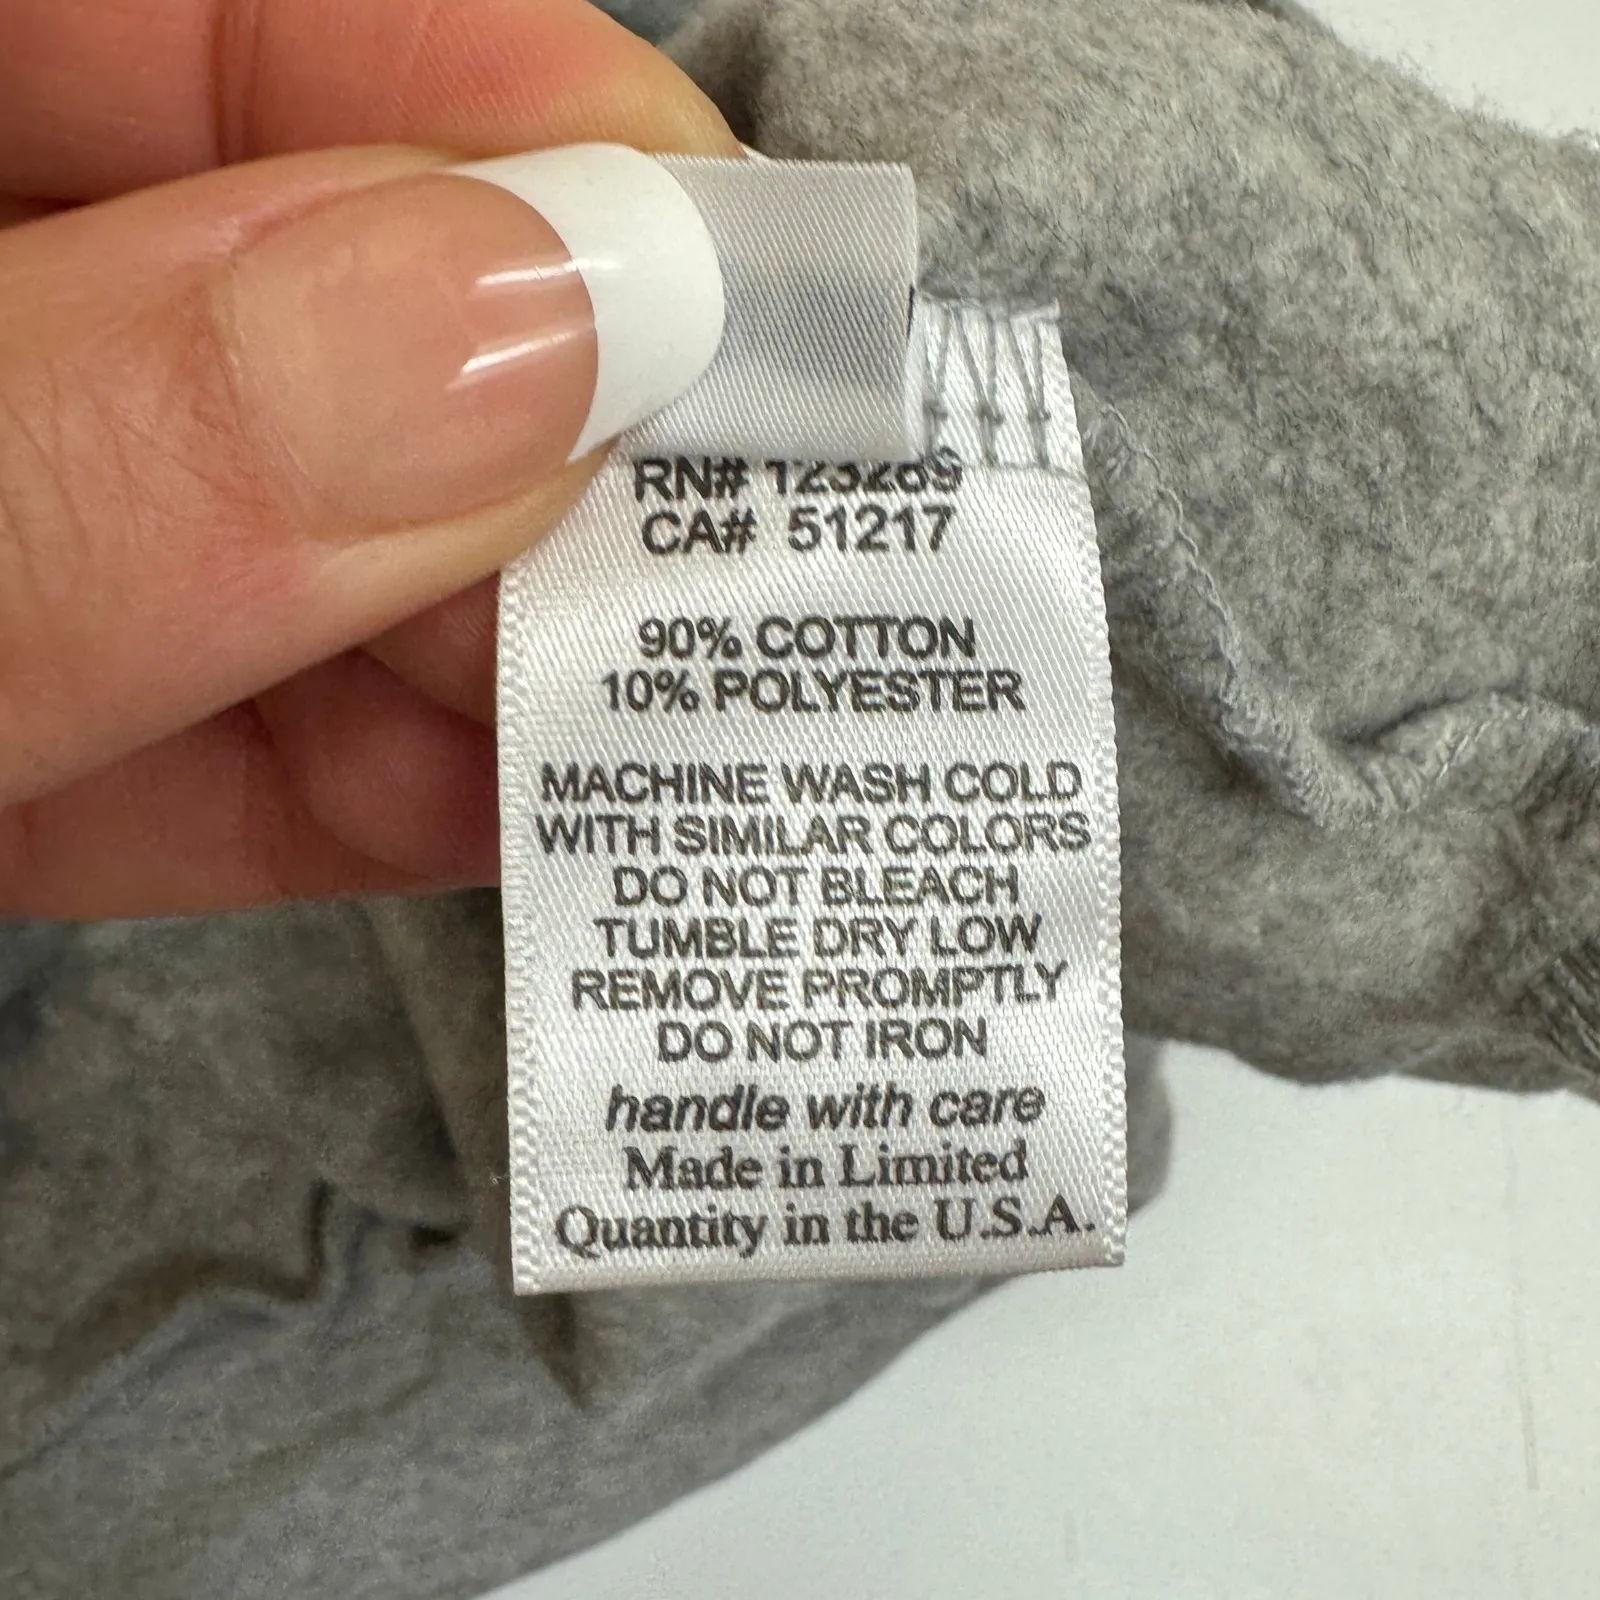 RN# 123289
CA# 51217
90% COTTON
10% POLYESTER
MACHINE WASH COLD
WITH SIMILAR COLORS
DO NOT BLEACH
TUMBLE DRY LOW
REMOVE PROMPTLY
DO NOT IRON
handle with care
Made in Limited
Quantity in the U.S.A.